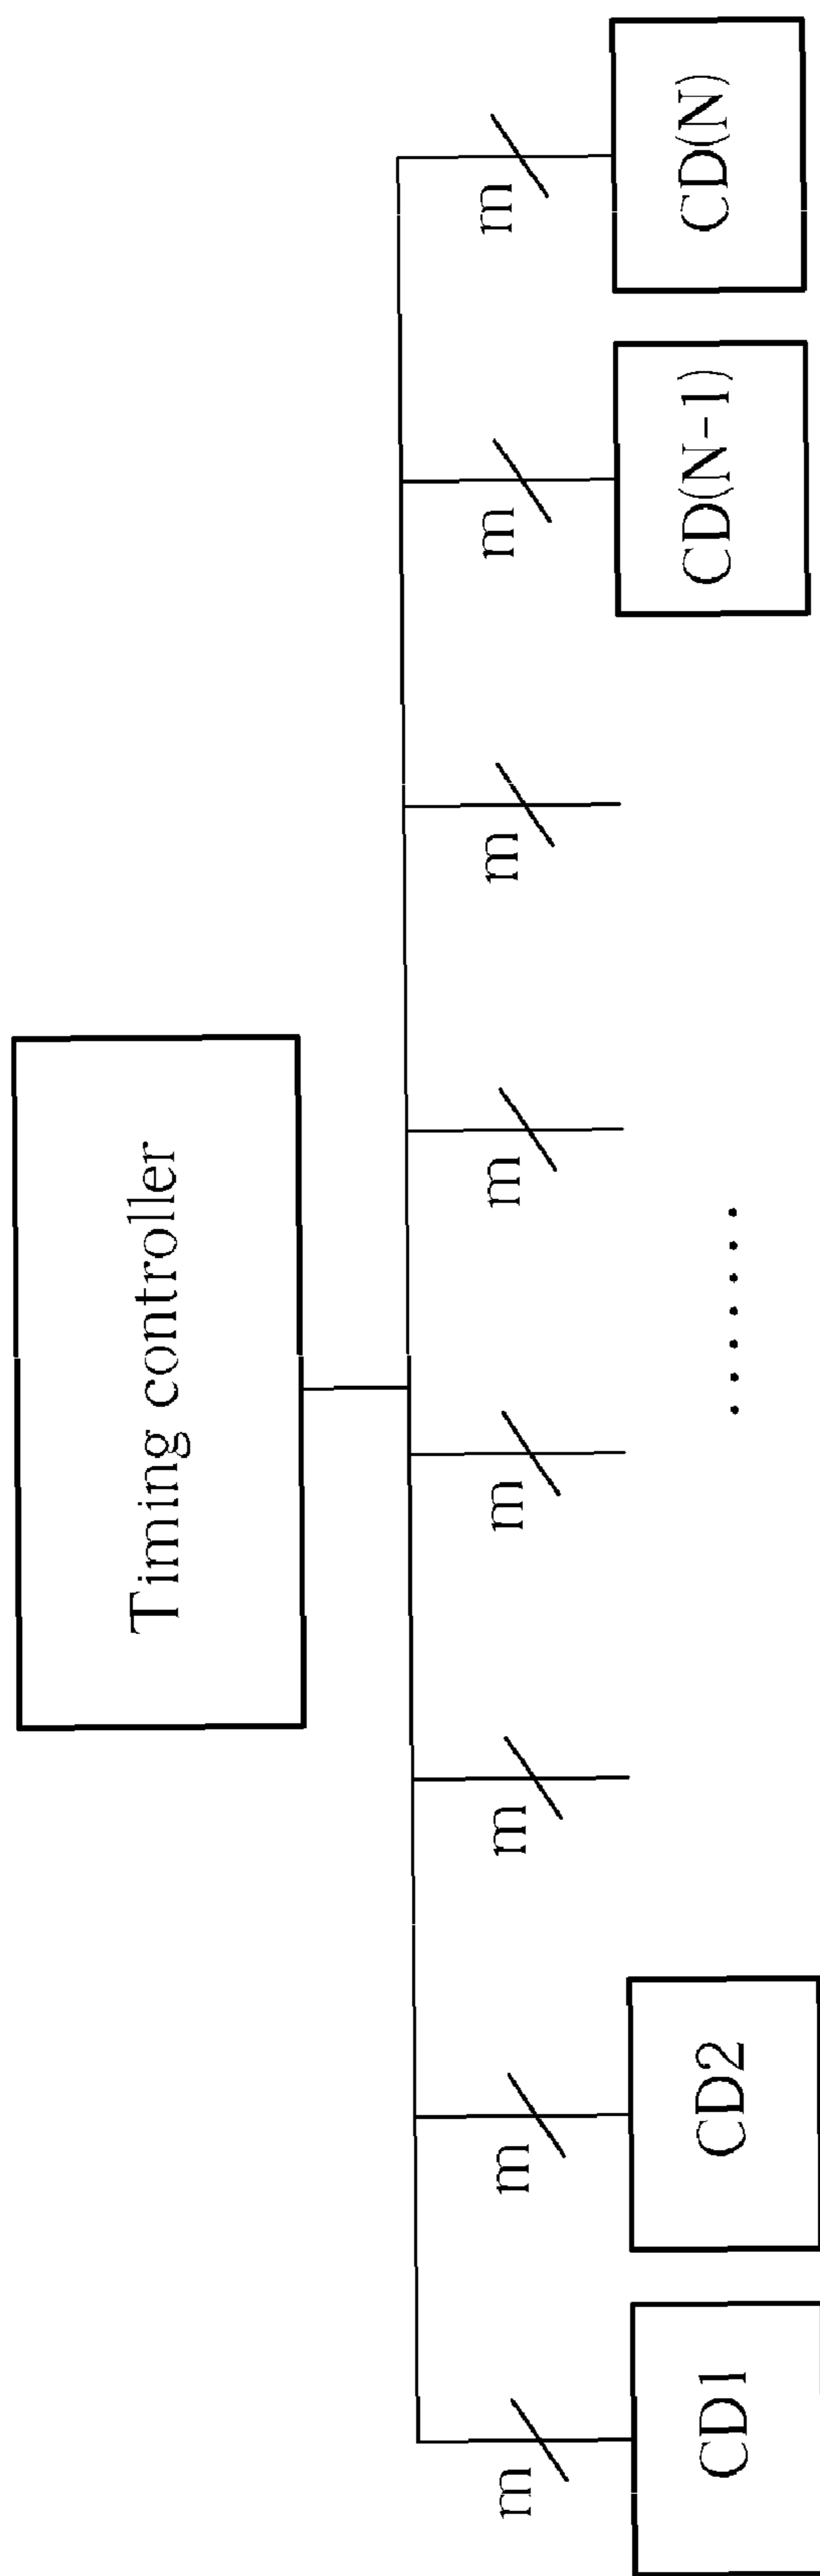 Timing controller
m
m
m
m
m
m
m
m
CD1
CD2
.......
CD(N-1)
CD(N)